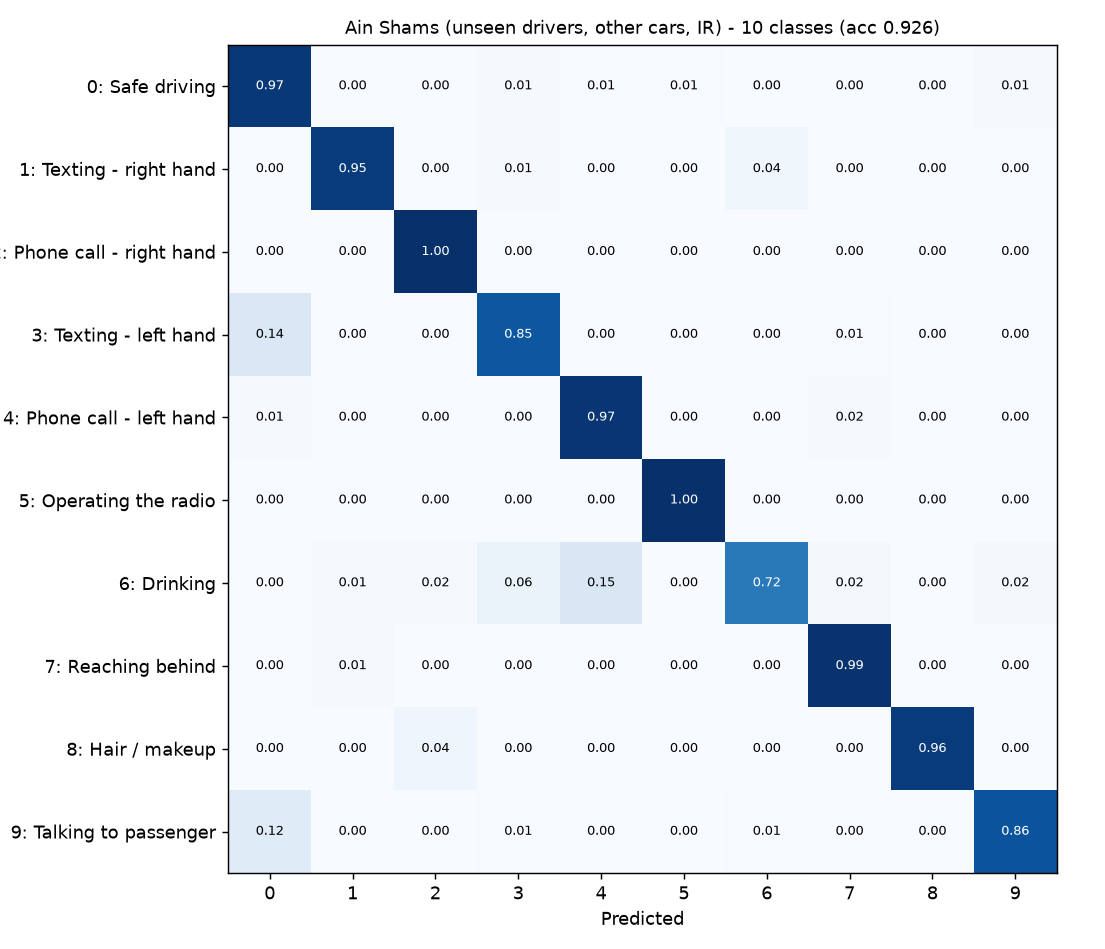 Ain Shams (unseen drivers, other cars, IR) - 10 classes (acc 0.926)
0: Safe driving 0.97 0.00 0.00 0.01 0.01 0.01 0.00 0.00 0.00 0.01
1: Texting - right hand 0.00 0.95 0.00 0.01 0.00 0.00 0.04 0.00 0.00 0.00
: Phone call - right hand 0.00 0.00 1.00 0.00 0.00 0.00 0.00 0.00 0.00 0.00
3: Texting - left hand 0.14 0.00 0.00 0.85 0.00 0.00 0.00 0.01 0.00 0.00
4: Phone call - left hand 0.01 0.00 0.00 0.00 0.97 0.00 0.00 0.02 0.00 0.00
5: Operating the radio 0.00 0.00 0.00 0.00 0.00 1.00 0.00 0.00 0.00 0.00
6: Drinking 0.00 0.01 0.02 0.06 0.15 0.00 0.72 0.02 0.00 0.02
7: Reaching behind 0.00 0.01 0.00 0.00 0.00 0.00 0.00 0.99 0.00 0.00
8: Hair / makeup 0.00 0.00 0.04 0.00 0.00 0.00 0.00 0.00 0.96 0.00
9: Talking to passenger 0.12 0.00 0.00 0.01 0.00 0.00 0.01 0.00 0.00 0.86
0 1 2 3 4 5 6 7 8 9
Predicted